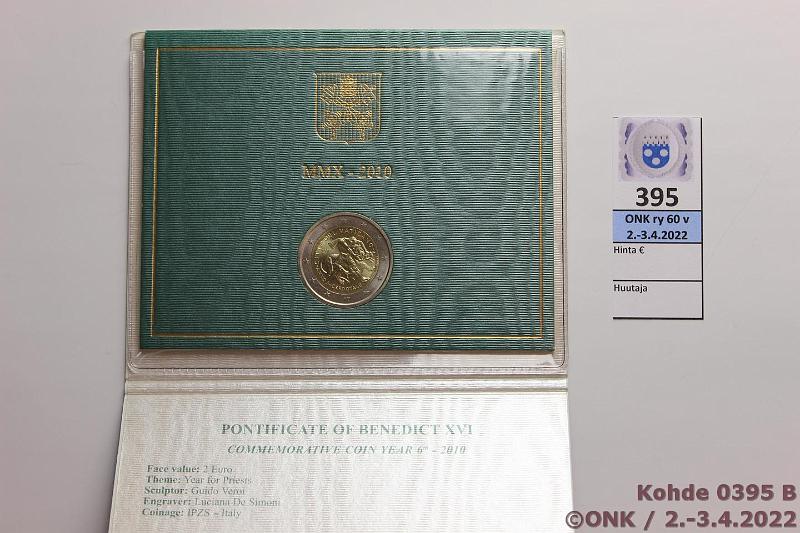 MMX - 2010
395
ONK ry 60 v
2.-3.4.2022
Hinta €
Huutaja
PONTIFICATE OF BENEDICT XVI
COMMEMORATIVE COIN YEAR 6th - 2010
Face value: 2 Euro
Theme: Year for Priests
Sculptor: Guido Veroi
Engraver: Luciana De Simoni
Coinage: IPZS – Italy
Kohde 0395 B
©ONK / 2.-3.4.2022